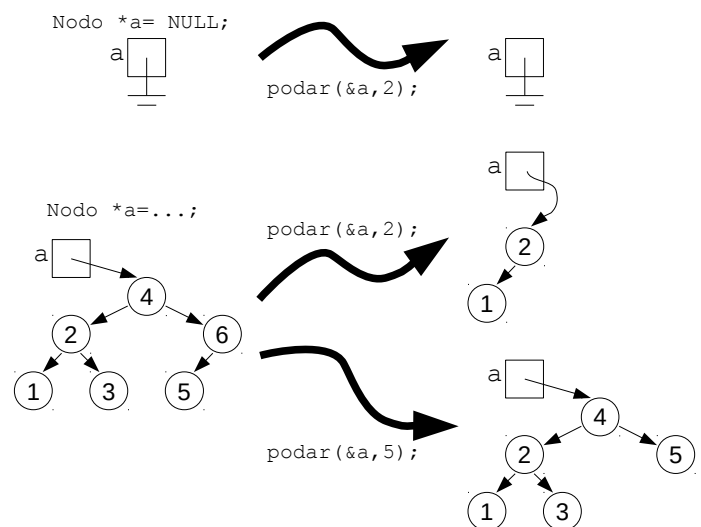 Nodo *a= NULL;
a
podar(&a,2);
a
Nodo *a=...;
a
4
2
6
1
3
5
podar(&a,2);
a
2
1
podar(&a,5);
a
4
2
5
1
3